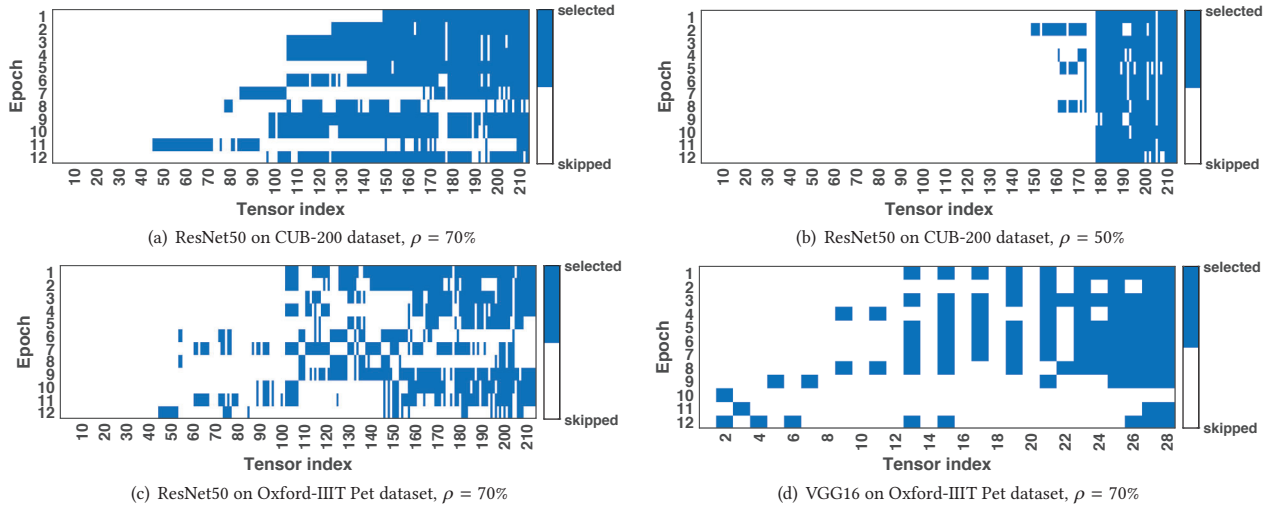 selected
1
2
3
4
5
6
7
8
9
10
11
12
Epoch
skipped
10 20 30 40 50 60 70 80 90 100 110 120 130 140 150 160 170 180 190 200 210
Tensor index
(a) ResNet50 on CUB-200 dataset, ρ = 70%
selected
1
2
3
4
5
6
7
8
9
10
11
12
Epoch
skipped
10 20 30 40 50 60 70 80 90 100 110 120 130 140 150 160 170 180 190 200 210
Tensor index
(b) ResNet50 on CUB-200 dataset, ρ = 50%
selected
1
2
3
4
5
6
7
8
9
10
11
12
Epoch
skipped
10 20 30 40 50 60 70 80 90 100 110 120 130 140 150 160 170 180 190 200 210
Tensor index
(c) ResNet50 on Oxford-IIIT Pet dataset, ρ = 70%
selected
1
2
3
4
5
6
7
8
9
10
11
12
Epoch
skipped
2 4 6 8 10 12 14 16 18 20 22 24 26 28
Tensor index
(d) VGG16 on Oxford-IIIT Pet dataset, ρ = 70%